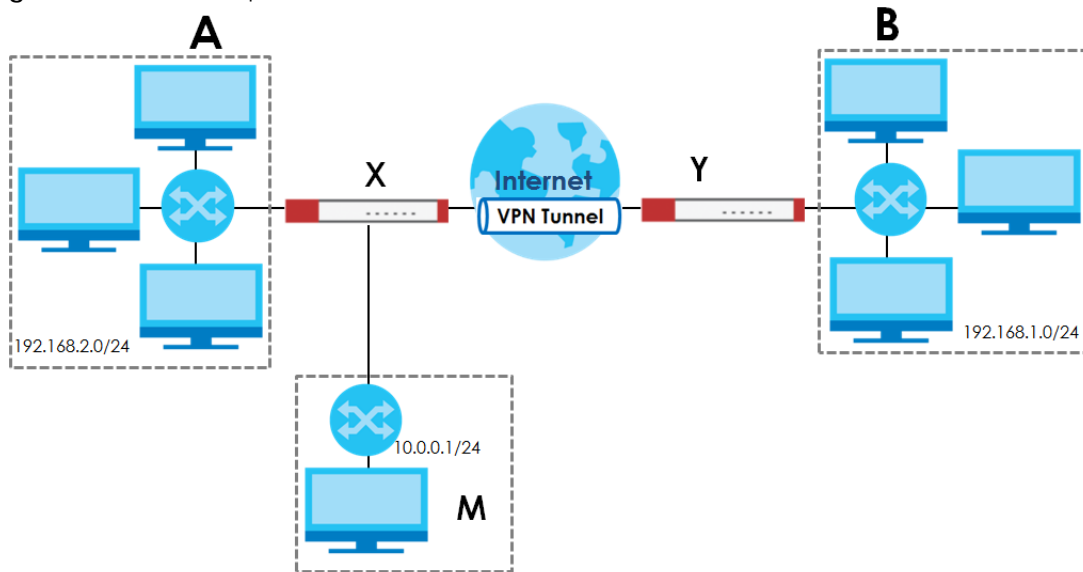 A
B
X
Y
Internet
VPN Tunnel
192.168.2.0/24
192.168.1.0/24
10.0.0.1/24
M